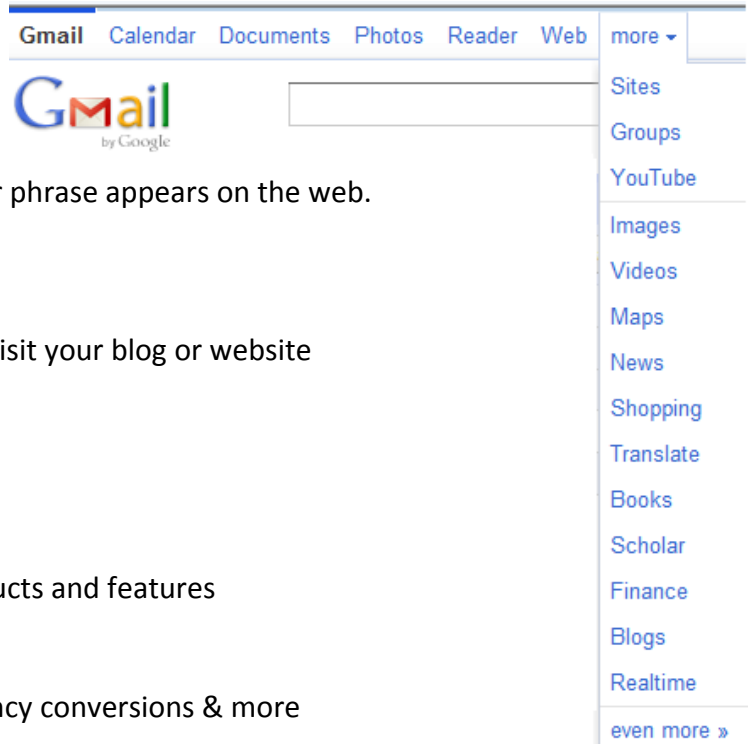 Gmail Calendar Documents Photos Reader Web more
Gmail
by Google
phrase appears on the web.
isit your blog or website
ucts and features
ncy conversions & more
Sites
Groups
YouTube
Images
Videos
Maps
News
Shopping
Translate
Books
Scholar
Finance
Blogs
Realtime
even more »